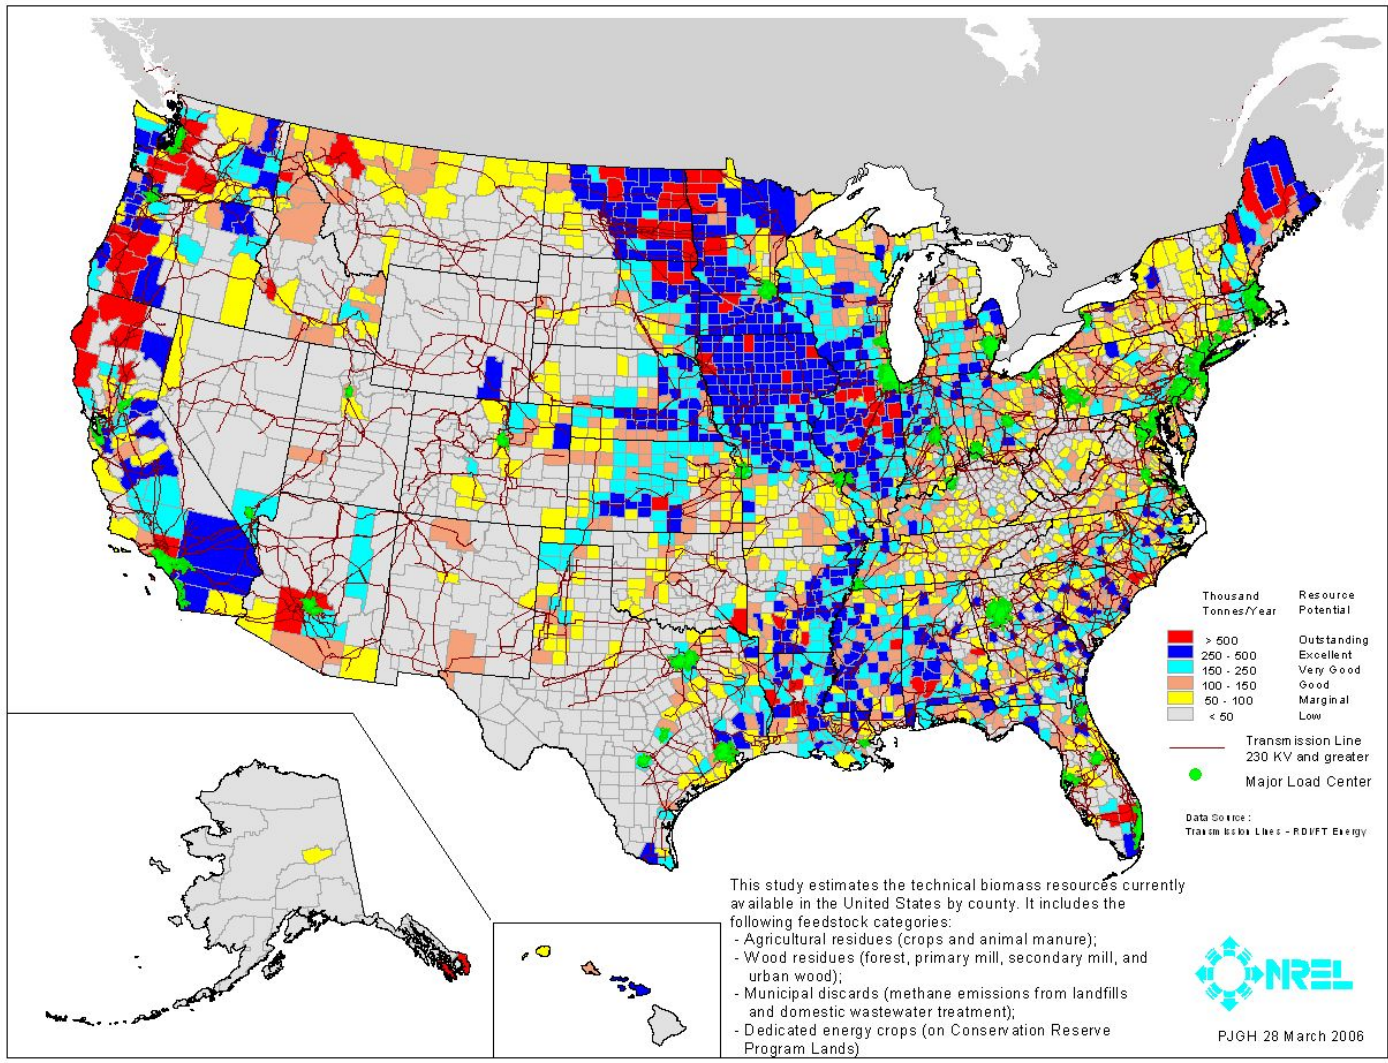 Thousand Resource
Tonnes/Year Potential
> 500 Outstanding
250 - 500 Excellent
150 - 250 Very Good
100 - 150 Good
50 - 100 Marginal
< 50 Low
Transmission Line
230 KV and greater
Major Load Center
Data Source:
Transmission Lines - RDI/FT Energy
This study estimates the technical biomass resources currently
available in the United States by county. It includes the
following feedstock categories:
- Agricultural residues (crops and animal manure);
- Wood residues (forest, primary mill, secondary mill, and
urban wood);
- Municipal discards (methane emissions from landfills
and domestic wastewater treatment);
- Dedicated energy crops (on Conservation Reserve
Program Lands)
NREL
PJGH 28 March 2006